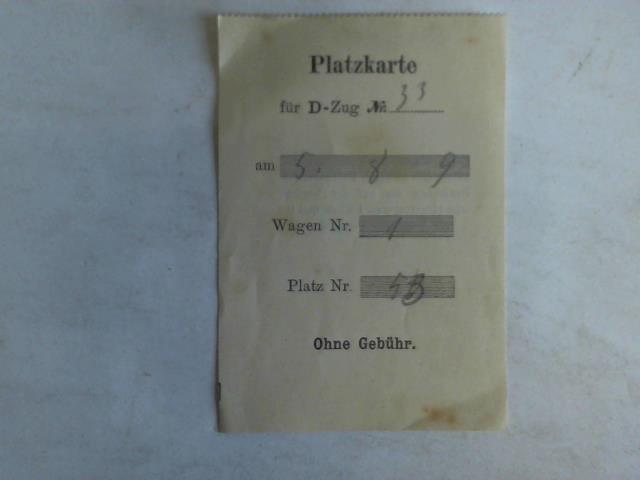 Platzkarte
für D-Zug № 33
am 5. 8 9
Wagen Nr. 1
Platz Nr. 53
Ohne Gebühr.